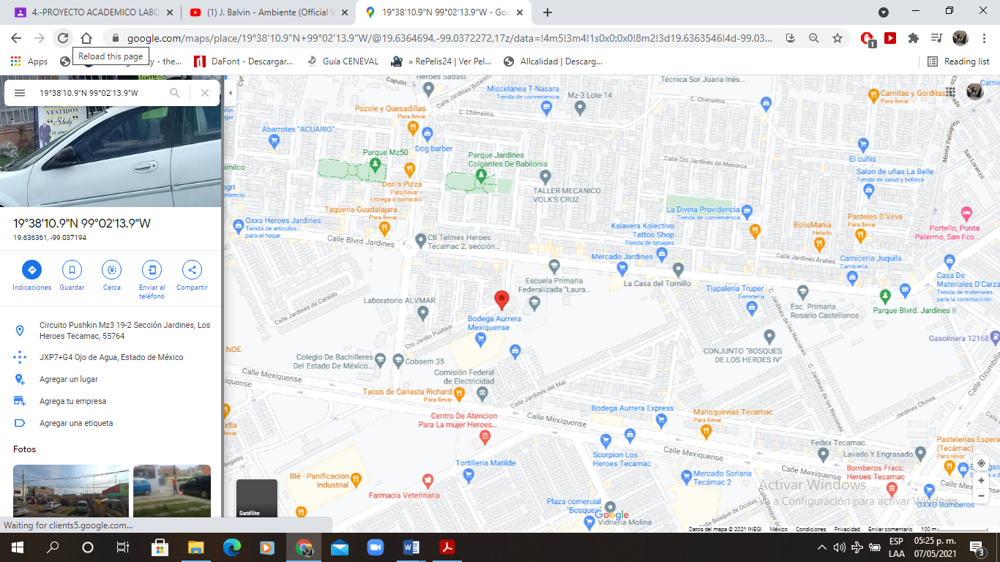 4.-PROYECTO ACADEMICO LABO
(1) J. Balvin - Ambiente (Official V
19°38'10.9"N 99°02'13.9"W - Goo
google.com/maps/place/19°38'10.9"N+99°02'13.9"W/@19.6364694,-99.0372272,17z/data=!4m5!3m4!1s0x0:0x0!8m2!3d19.6363546!4d-99.03...
1
Reload this page
Apps
y - the...
DaFont - Descargar...
Guía CENEVAL
» RePelis24 | Ver Pel...
Allcalidad | Descarg...
Reading list
19°38'10.9"N 99°02'13.9"W
VESTIDOS
"Shely"
19°38'10.9"N 99°02'13.9"W
19.636361, -99.037194
Indicaciones
Guardar
Cerca
Enviar al
teléfono
Compartir
Circuito Pushkin Mz3 19-2 Sección Jardines, Los
Heroes Tecamac, 55764
JXP7+G4 Ojo de Agua, Estado de México
Agregar un lugar
Agrega tu empresa
Agregar una etiqueta
Fotos
Satélite
Waiting for clients5.google.com...
Capulín
Heroes Sadasi
Calle Jardines Bo
Miscelánea T-Nasara
Tienda de conveniencia
Mz-3 Lote 14
Técnica Sor Juana Inés...
C. Chimalma
C. Chimalma
Carnitas y Gorditas
Para llevar
Pozole y Quesadillas
Para llevar
Abarrotes "ACUARIO"
Dog barber
Parque Mz50
Parque Jardines
Colgantes De Babilonia
Calle Cto Jardines de Menorca
El cuñis
Monte Pellegrino
San Lorenzo
Salon de uñas La Belle
Tienda de salud y belleza
Dori's Pizza
Para llevar -
Entrega a domicilio
TALLER MECANICO
VOLK'S CRUZ
Taqueria Guadalajara
Para llevar
La Divina Providencia
Tienda de conveniencia
Oxxo Heroes Jardines
Tienda de artículos
para el hogar
Calle Blvrd Jardines
Ctl Telmex Heroes
Tecamac 2, sección...
Kalavera Kolectivo
Tattoo Shop
Tienda de tatuajes
BolisMania
Helado
Pasteles D'Veva
Para llevar
Portello, Punta
Palermo, San Fco...
Mercado Jardines
Calle Jardines Árabes
Carnicería Juquila
Carnicería
Escuela Primaria
Federalizada "Laura...
La Casa del Tornillo
Casa De
Materiales D'Carza
Tienda de materiales
para la construcción
Tlapaleria Truper
Ferretería
Esc. Primaria
Rosario Castellanos
Parque Blvrd. Jardines II
Calle Jardines de Cataldo
Laboratorio ALVMAR
Cto Jardín Pushkin
Bodega Aurrera
Mexiquense
C. Jardines de las Naciones
Gasolinera 12168
NOE
CONJUNTO "BOSQUES
DE LOS HEROES IV"
Colegio De Bachilleres
Del Estado De México...
Cobaem 35
Comisión Federal
de Electricidad
Calle Mexiquense
Tacos de Canasta Richard
Para llevar
Calle Jardines del Mar
C. Jardines de las Naciones
Calle Ozumbilla
Jardines Chinos
Bodega Aurrera Express
Marisquevias Tecamac
Para llevar
Centro De Atencion
Para La mujer Heroes...
Calle Mexiquense
Calle Mexiquense
Fedex Tecamac
Lavado Y Engrasado
Pastelerías Espera
(Tecámac)
Para llevar
Scorpion Los
Heroes Tecamac
Tortilleria Matilde
Mercado Soriana
Tecámac 2
Bomberos Fracc.
Heroes Tecamac
Blé - Panificación
Industrial
Farmacia Veterinaria
Plaza comercial
"Bosques"
Vidrieria Molina
Calle Bosques de Ocotes
OXXO Bomberos
Activar Windows
Ve a Configuración para activar Windows.
Google
Datos del mapa © 2021 INEGI
México
Condiciones
Privacidad
Enviar comentario
100 m
ESP
LAA
05:25 p. m.
07/05/2021
3